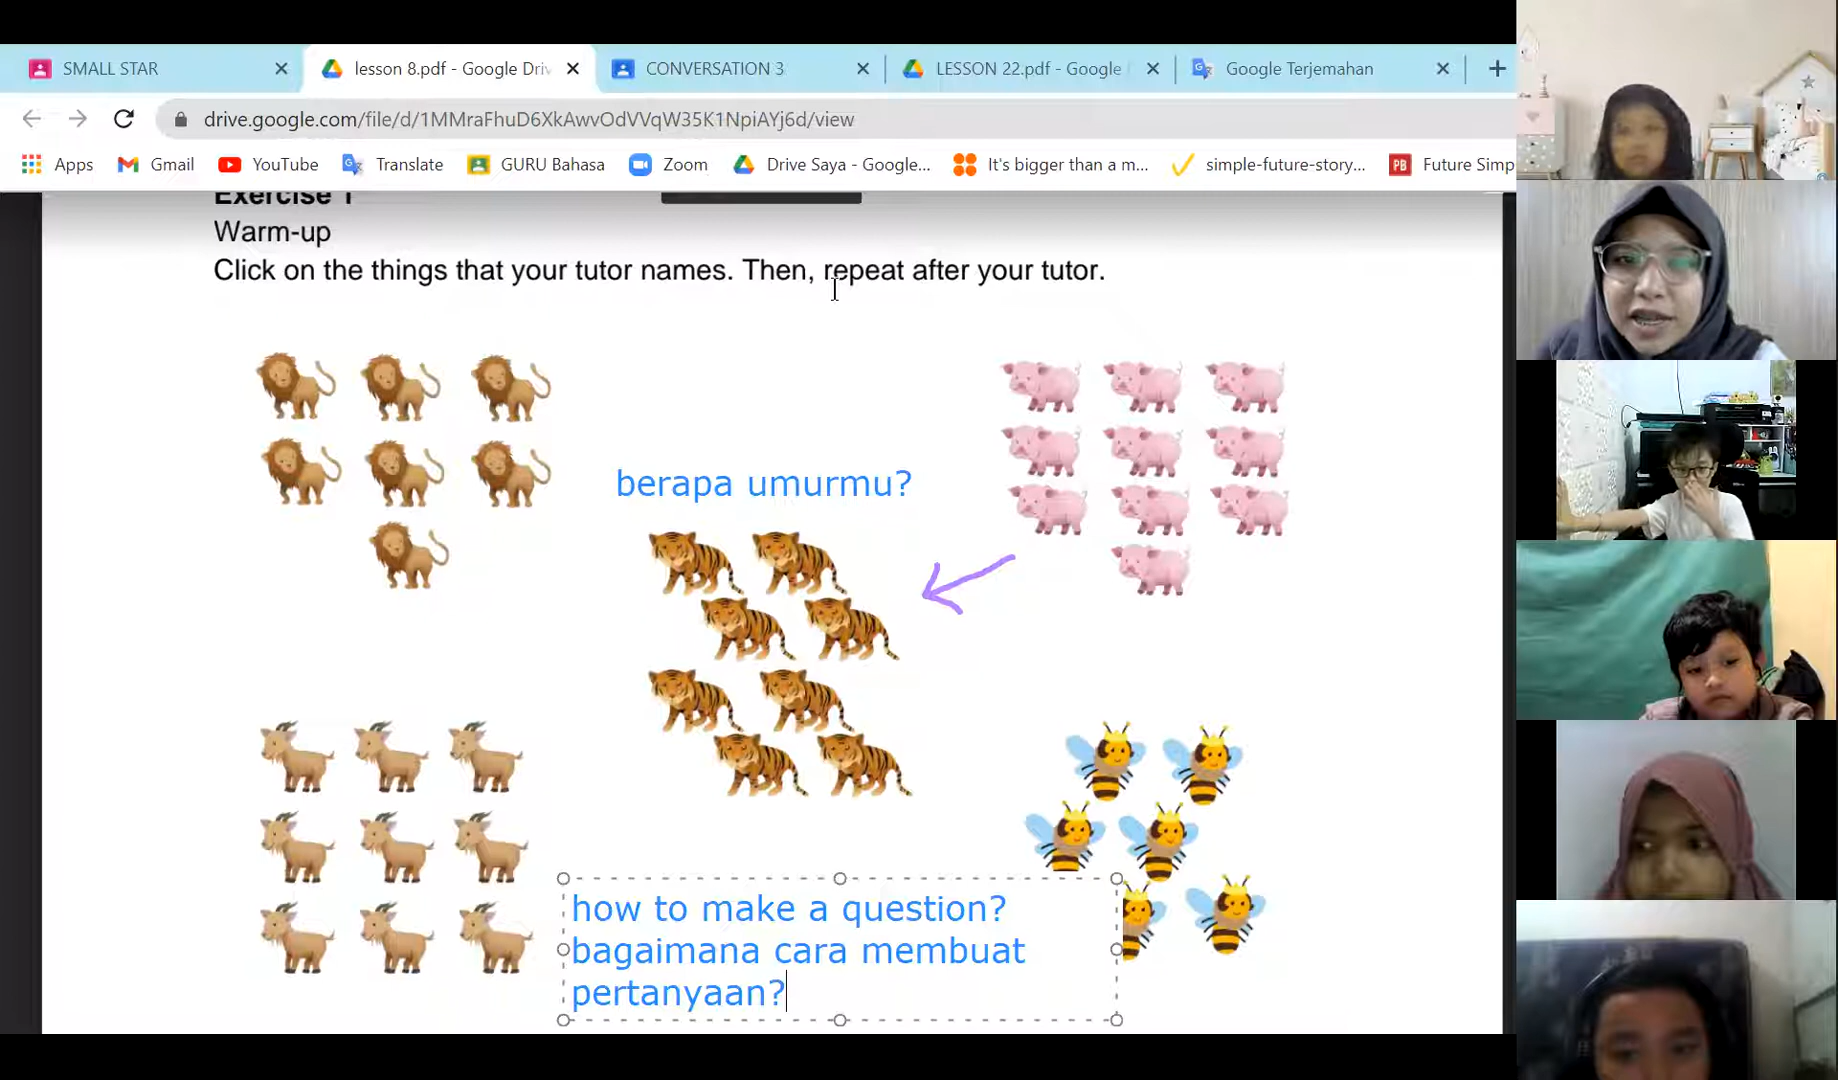 SMALL STAR
lesson 8.pdf - Google Driv
CONVERSATION 3
LESSON 22.pdf - Google
Google Terjemahan
drive.google.com/file/d/1MMraFhuD6XkAwvOdVVqW35K1NpiAYj6d/view
Apps
Gmail
YouTube
Translate
GURU Bahasa
Zoom
Drive Saya - Google...
It's bigger than a m...
simple-future-story...
PB
Future Simp
Exercise 1
Warm-up
Click on the things that your tutor names. Then, repeat after your tutor.
berapa umurmu?
how to make a question?
bagaimana cara membuat
pertanyaan?